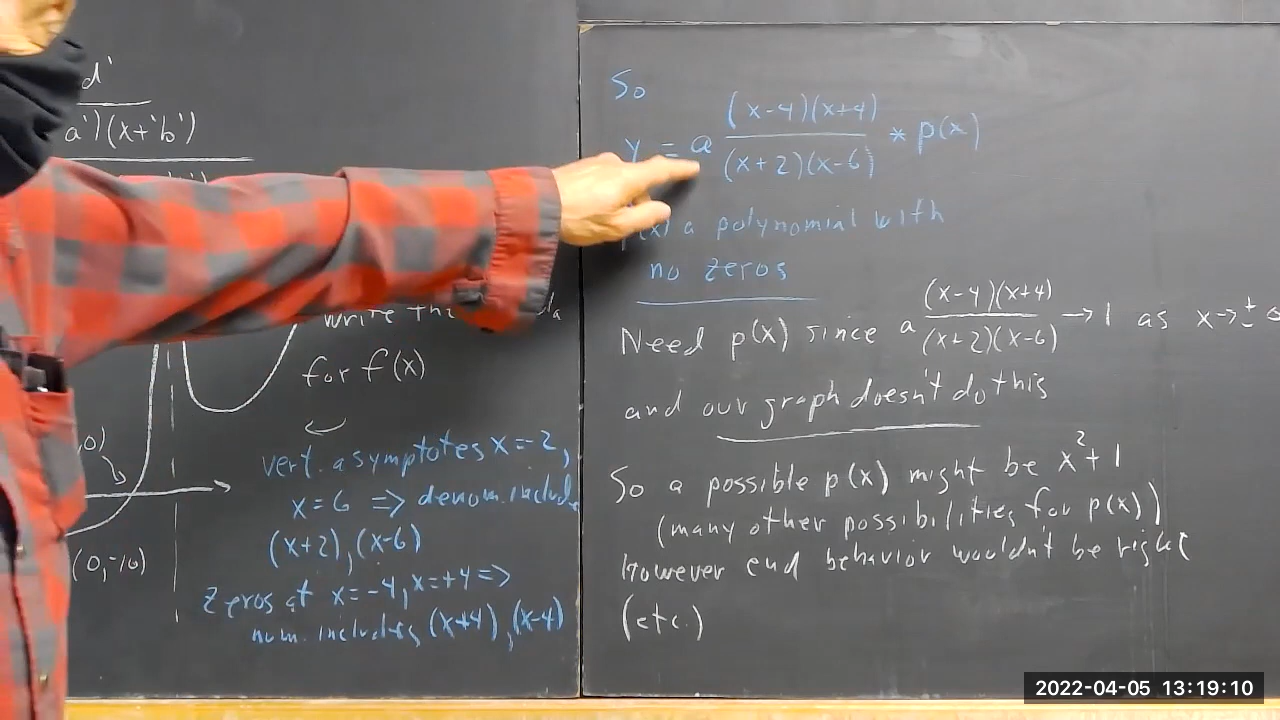 d'
a')(x+'b')
for f(x)
vert. asymptotes x=-2,
x=6 => denom. include
(x+2),(x-6)
zeros at x=-4, x=+4 =>
num. includes (x+4),(x-4)
,0)
(0,-10)
So
y = a (x-4)(x+4)
(x+2)(x-6) * p(x)
p(x) a polynomial with
no zeros
Need p(x) since a (x-4)(x+4)
(x+2)(x-6) →1 as x→±
and our graph doesn't do this
So a possible p(x) might be x²+1
(many other possibilities for p(x))
However end behavior wouldn't be right
(etc.)
2022-04-05 13:19:10